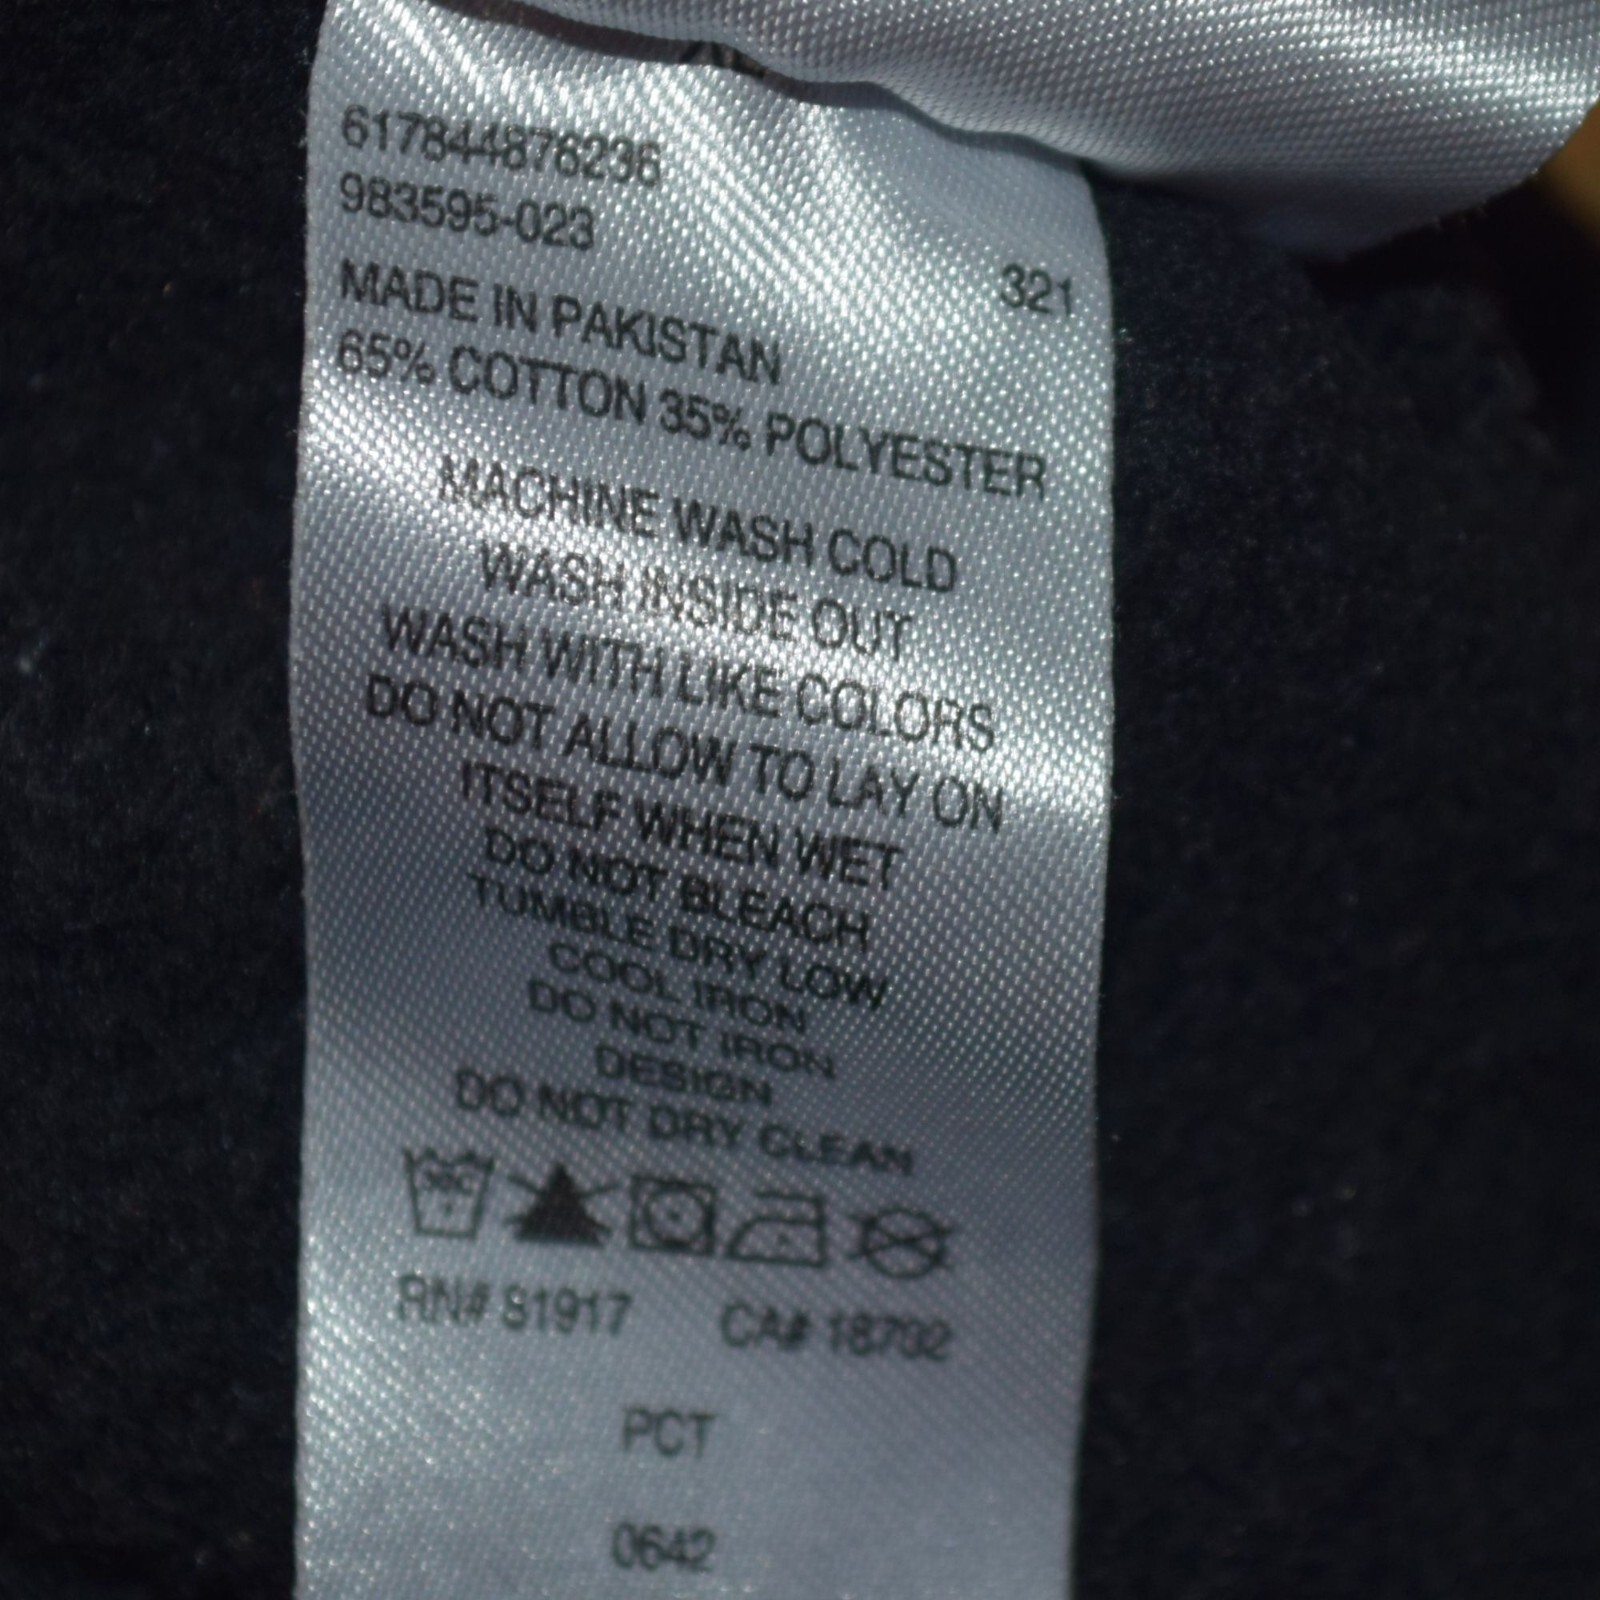 617844876236
983595-023
321
MADE IN PAKISTAN
65% COTTON 35% POLYESTER
MACHINE WASH COLD
WASH INSIDE OUT
WASH WITH LIKE COLORS
DO NOT ALLOW TO LAY ON
ITSELF WHEN WET
DO NOT BLEACH
TUMBLE DRY LOW
COOL IRON
DO NOT IRON
DESIGN
DO NOT DRY CLEAN
RN# 81917 CA# 18702
PCT
0642